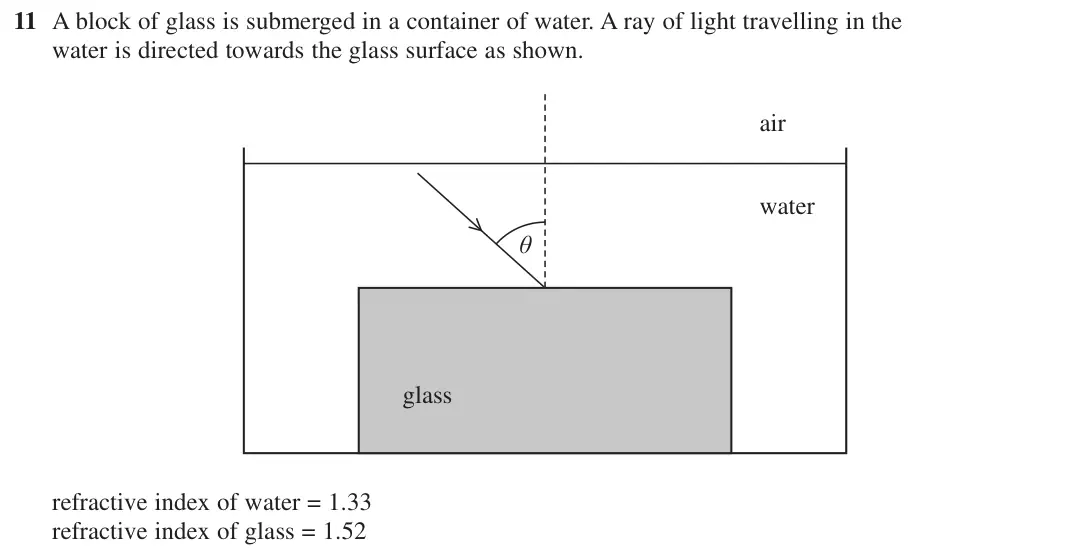 11 A block of glass is submerged in a container of water. A ray of light travelling in the
water is directed towards the glass surface as shown.
air
water
θ
glass
refractive index of water = 1.33
refractive index of glass = 1.52